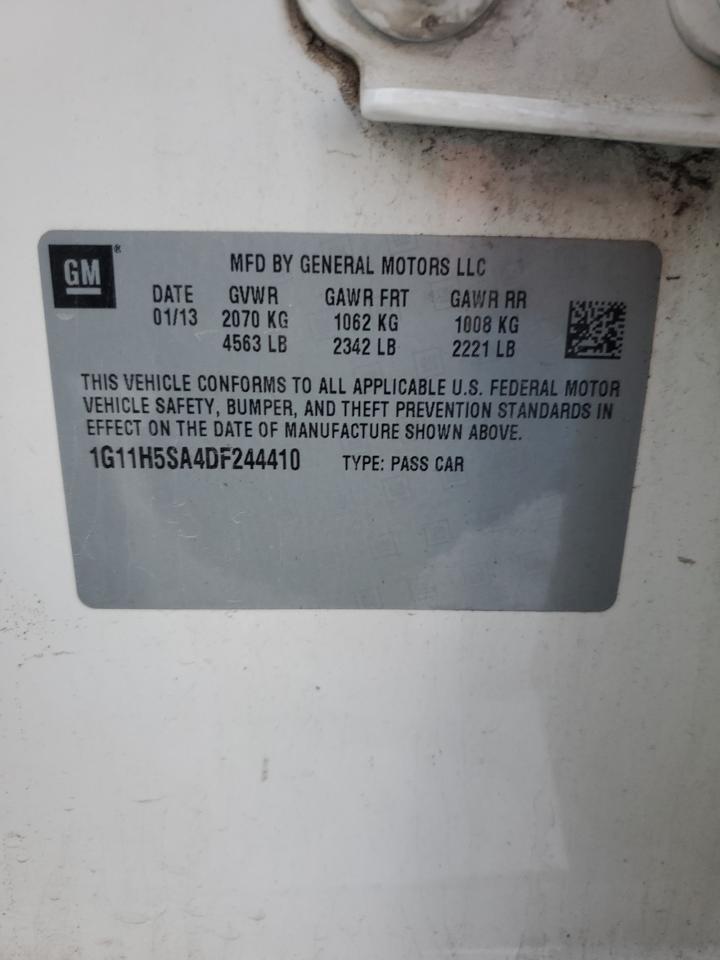 GM ® MFD BY GENERAL MOTORS LLC
DATE GVWR GAWR FRT GAWR RR
01/13 2070 KG 1062 KG 1008 KG
4563 LB 2342 LB 2221 LB
THIS VEHICLE CONFORMS TO ALL APPLICABLE U.S. FEDERAL MOTOR
VEHICLE SAFETY, BUMPER, AND THEFT PREVENTION STANDARDS IN
EFFECT ON THE DATE OF MANUFACTURE SHOWN ABOVE.
1G11H5SA4DF244410 TYPE: PASS CAR